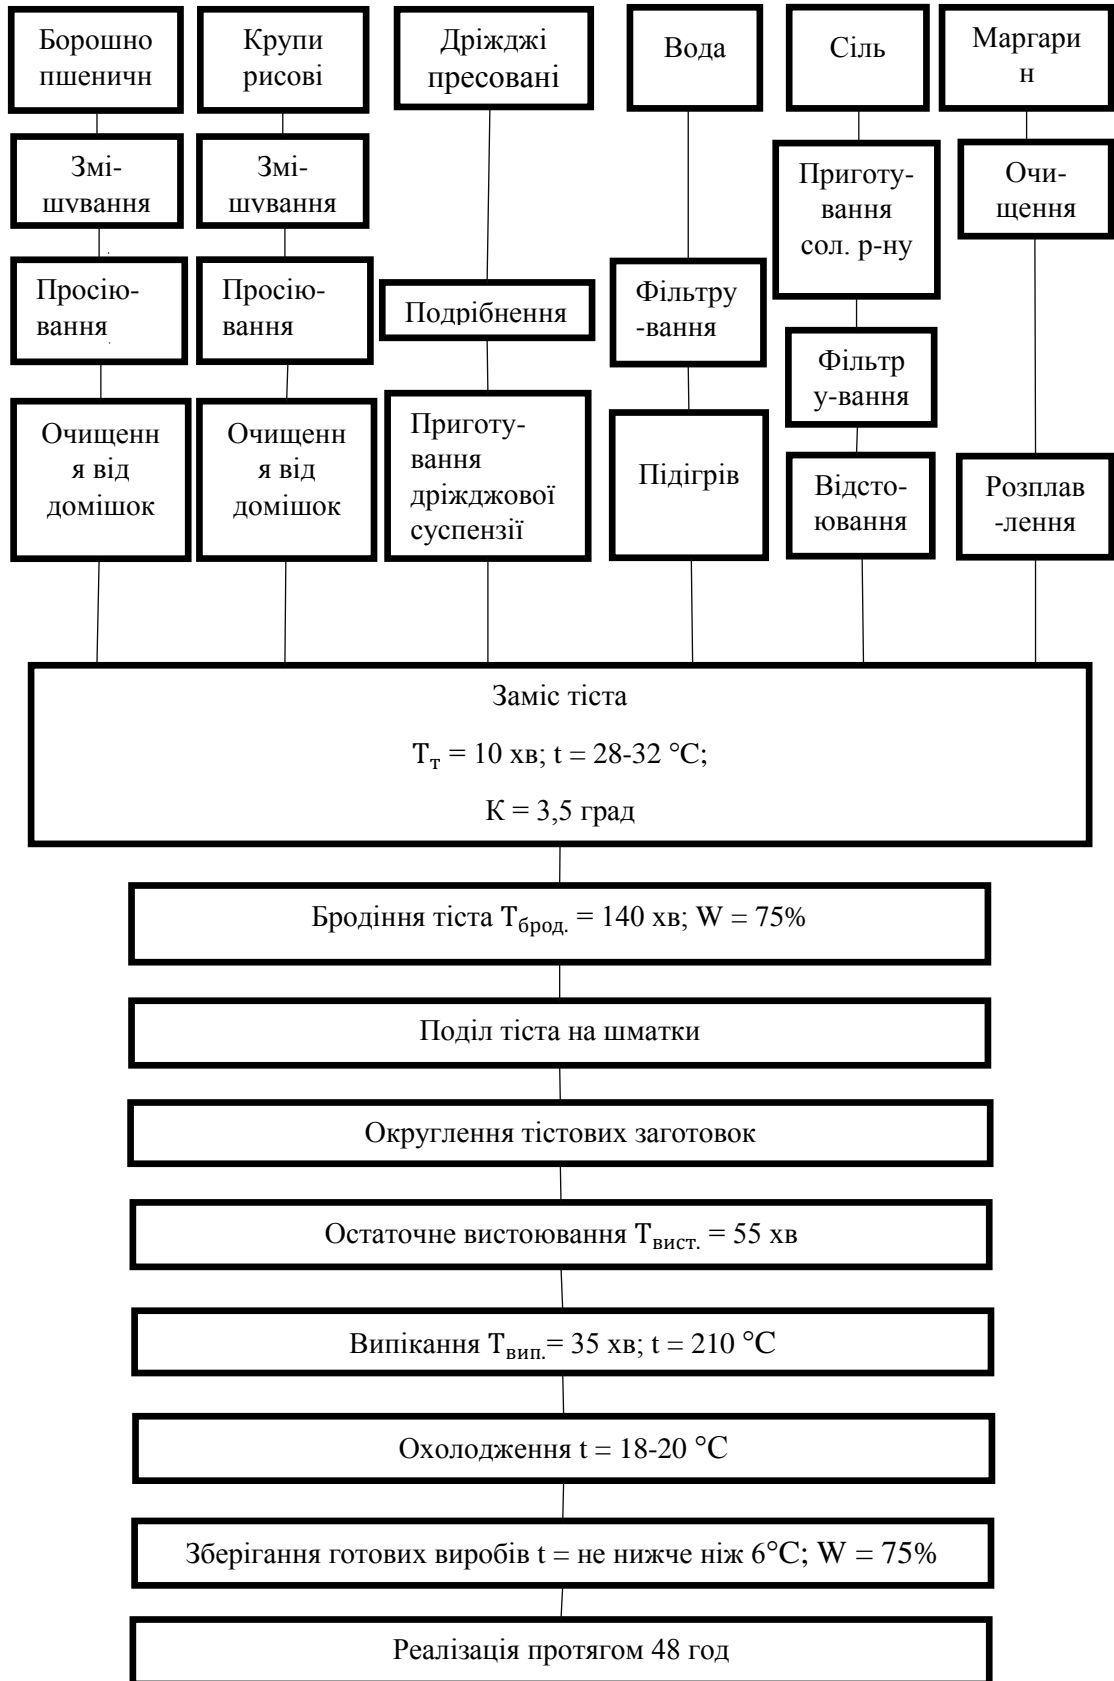 Борошно
пшеничн
Крупи
рисові
Дріжджі
пресовані
Вода
Сіль
Маргари
н
Змі-
шування
Змі-
шування
Приготу-
вання
сол. р-ну
Очи-
щення
Просію-
вання
Просію-
вання
Подрібнення
Фільтру
-вання
Фільтр
у-вання
Очищенн
я від
домішок
Очищенн
я від
домішок
Приготу-
вання
дріжджової
суспензії
Підігрів
Відсто-
ювання
Розплав
-лення
Заміс тіста
Тт = 10 хв; t = 28-32 °С;
К = 3,5 град
Бродіння тіста Тброд. = 140 хв; W = 75%
Поділ тіста на шматки
Округлення тістових заготовок
Остаточне вистоювання Твист. = 55 хв
Випікання Твип.= 35 хв; t = 210 °С
Охолодження t = 18-20 °С
Зберігання готових виробів t = не нижче ніж 6°С; W = 75%
Реалізація протягом 48 год